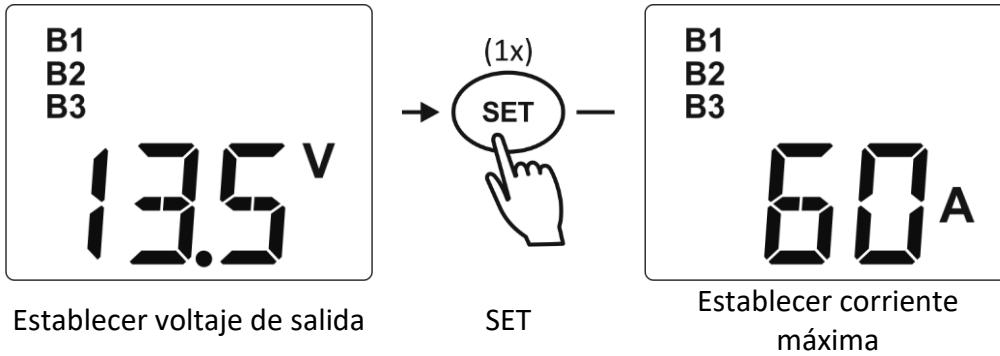 B1
B2
B3
13.5 V
Establecer voltaje de salida
(1x)
SET
SET
B1
B2
B3
60 A
Establecer corriente
máxima